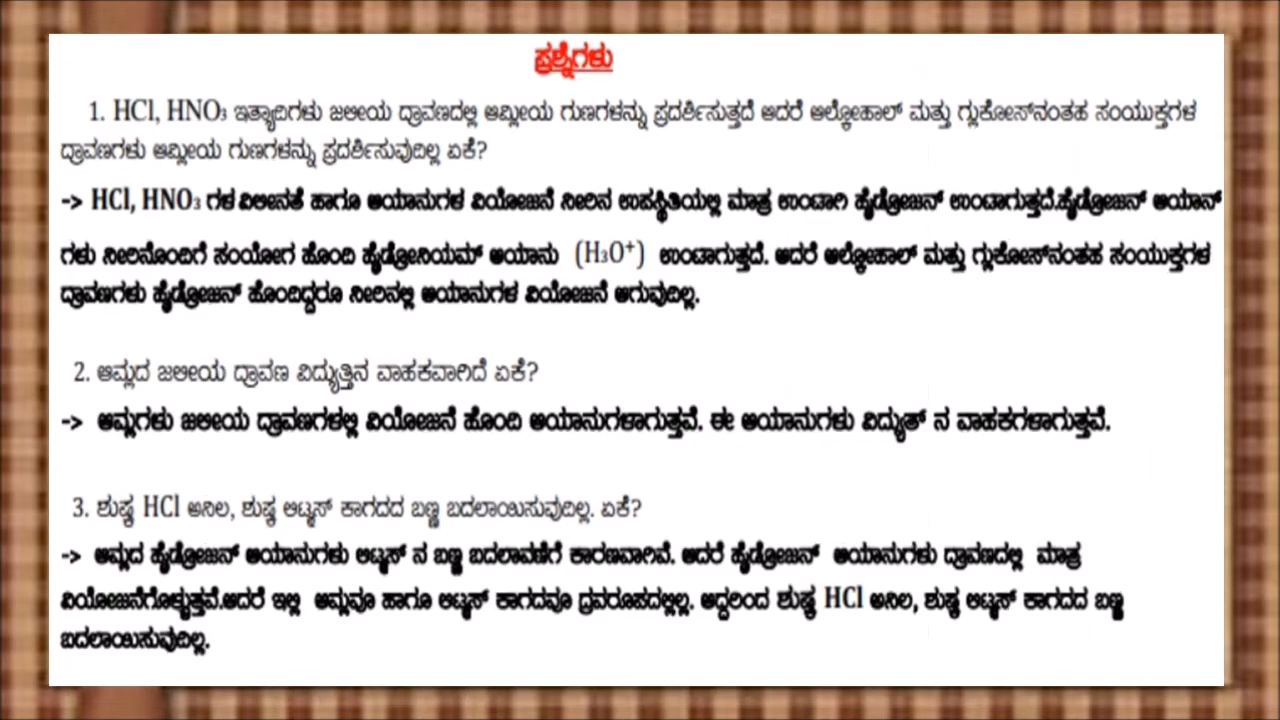 ಪ್ರಶ್ನೆಗಳು
1. HCl, HNO₃ ಇತ್ಯಾದಿಗಳು ಜಲೀಯ ದ್ರಾವಣದಲ್ಲಿ ಆಮ್ಲೀಯ ಗುಣಗಳನ್ನು ಪ್ರದರ್ಶಿಸುತ್ತದೆ ಆದರೆ ಆಲ್ಕೋಹಾಲ್ ಮತ್ತು ಗ್ಲುಕೋಸ್‌ನಂತಹ ಸಂಯುಕ್ತಗಳ
ದ್ರಾವಣಗಳು ಆಮ್ಲೀಯ ಗುಣಗಳನ್ನು ಪ್ರದರ್ಶಿಸುವುದಿಲ್ಲ ಏಕೆ?
-> HCl, HNO₃ ಗಳ ವಿಲೀನತೆ ಹಾಗೂ ಅಯಾನುಗಳ ವಿಯೋಜನೆ ನೀರಿನ ಉಪಸ್ಥಿತಿಯಲ್ಲಿ ಮಾತ್ರ ಉಂಟಾಗಿ ಹೈಡ್ರೋಜನ್ ಉಂಟಾಗುತ್ತದೆ.ಹೈಡ್ರೋಜನ್ ಅಯಾನ್
ಗಳು ನೀರಿನೊಂದಿಗೆ ಸಂಯೋಗ ಹೊಂದಿ ಹೈಡ್ರೋನಿಯಮ್ ಅಯಾನು (H₃O⁺) ಉಂಟಾಗುತ್ತದೆ. ಆದರೆ ಆಲ್ಕೋಹಾಲ್ ಮತ್ತು ಗ್ಲುಕೋಸ್‌ನಂತಹ ಸಂಯುಕ್ತಗಳ
ದ್ರಾವಣಗಳು ಹೈಡ್ರೋಜನ್ ಹೊಂದಿದ್ದರೂ ನೀರಿನಲ್ಲಿ ಅಯಾನುಗಳ ವಿಯೋಜನೆ ಆಗುವುದಿಲ್ಲ.
2. ಆಮ್ಲದ ಜಲೀಯ ದ್ರಾವಣ ವಿದ್ಯುತ್ತಿನ ವಾಹಕವಾಗಿದೆ ಏಕೆ?
-> ಆಮ್ಲಗಳು ಜಲೀಯ ದ್ರಾವಣಗಳಲ್ಲಿ ವಿಯೋಜನೆ ಹೊಂದಿ ಅಯಾನುಗಳಾಗುತ್ತವೆ. ಈ ಅಯಾನುಗಳು ವಿದ್ಯುತ್ ನ ವಾಹಕಗಳಾಗುತ್ತವೆ.
3. ಶುಷ್ಕ HCl ಅನಿಲ, ಶುಷ್ಕ ಲಿಟ್ಮಸ್ ಕಾಗದದ ಬಣ್ಣ ಬದಲಾಯಿಸುವುದಿಲ್ಲ. ಏಕೆ?
-> ಆಮ್ಲದ ಹೈಡ್ರೋಜನ್ ಅಯಾನುಗಳು ಲಿಟ್ಮಸ್ ನ ಬಣ್ಣ ಬದಲಾವಣೆಗೆ ಕಾರಣವಾಗಿವೆ. ಆದರೆ ಹೈಡ್ರೋಜನ್ ಅಯಾನುಗಳು ದ್ರಾವಣದಲ್ಲಿ ಮಾತ್ರ
ವಿಯೋಜನೆಗೊಳ್ಳುತ್ತವೆ.ಆದರೆ ಇಲ್ಲಿ ಆಮ್ಲವೂ ಹಾಗೂ ಲಿಟ್ಮಸ್ ಕಾಗದವೂ ದ್ರವರೂಪದಲ್ಲಿಲ್ಲ. ಆದ್ದರಿಂದ ಶುಷ್ಕ HCl ಅನಿಲ, ಶುಷ್ಕ ಲಿಟ್ಮಸ್ ಕಾಗದದ ಬಣ್ಣ
ಬದಲಾಯಿಸುವುದಿಲ್ಲ.